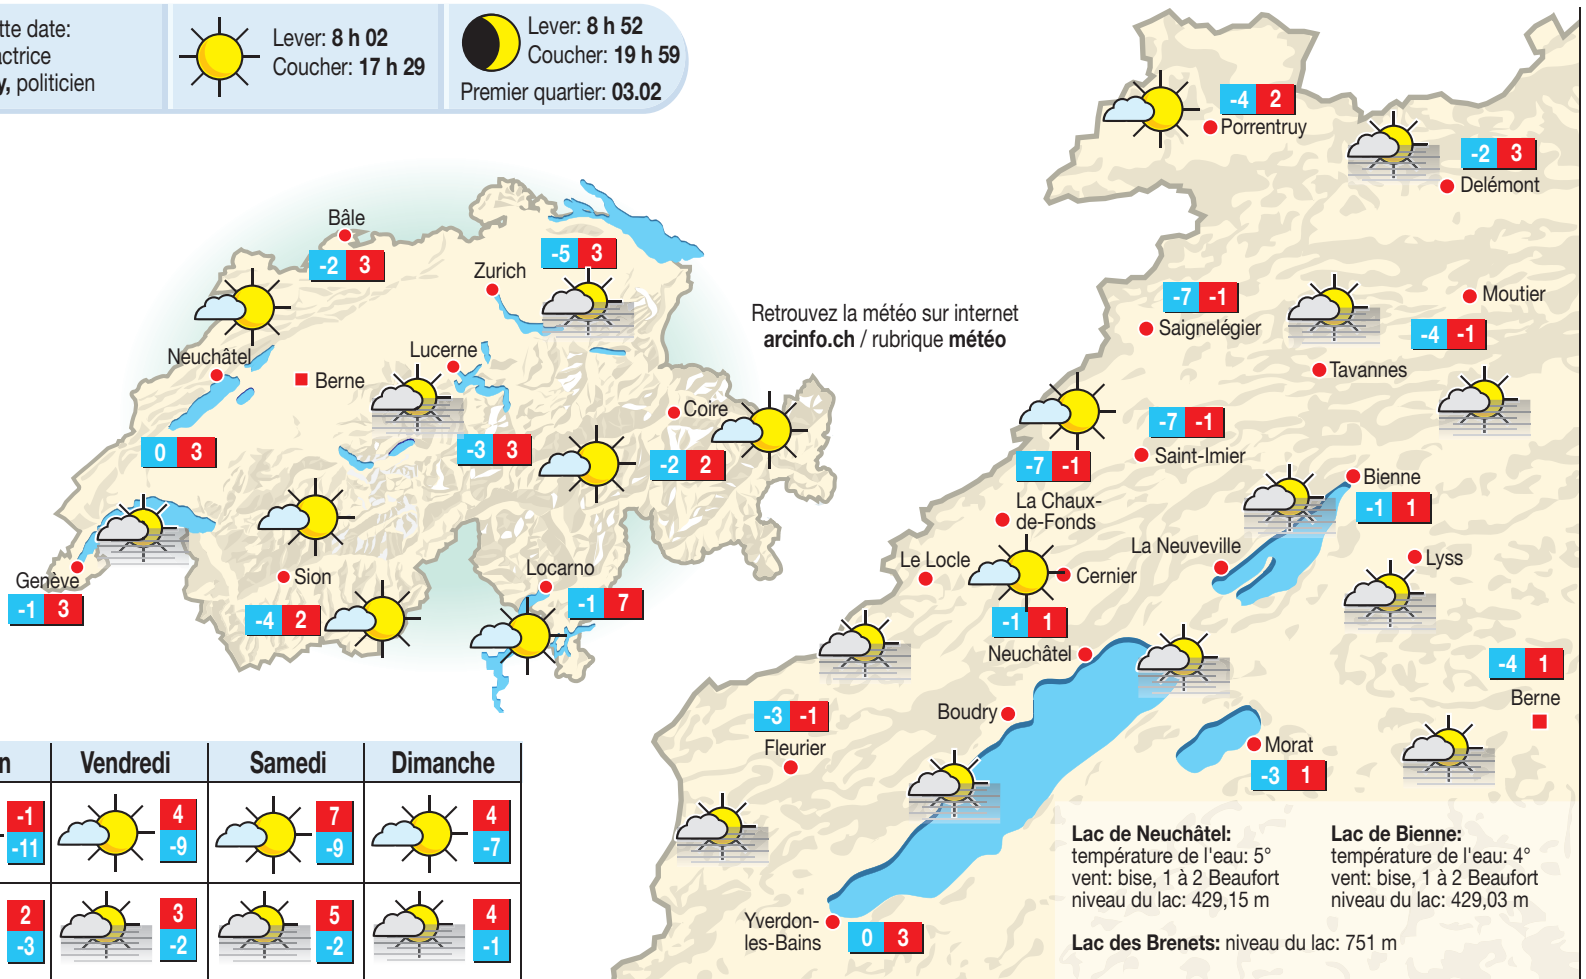 tte date:
actrice
y, politicien
Lever: 8 h 02
Coucher: 17 h 29
Lever: 8 h 52
Coucher: 19 h 59
Premier quartier: 03.02
Bâle
-2 3
Zurich
-5 3
Neuchâtel
0 3
Berne
Lucerne
-3 3
Coire
-2 2
Genève
-1 3
Sion
-4 2
Locarno
-1 7
Retrouvez la météo sur internet
arcinfo.ch / rubrique météo
-4 2
Porrentruy
-2 3
Delémont
-7 -1
Saignelégier
Moutier
-4 -1
Tavannes
-7 -1
Saint-Imier
-7 -1
La Chaux-
de-Fonds
Bienne
-1 1
La Neuveville
Lyss
Le Locle
Cernier
-1 1
Neuchâtel
-4 1
Berne
-3 -1
Fleurier
Boudry
Morat
-3 1
Yverdon-
les-Bains
0 3
Lac de Neuchâtel:
température de l'eau: 5°
vent: bise, 1 à 2 Beaufort
niveau du lac: 429,15 m
Lac de Bienne:
température de l'eau: 4°
vent: bise, 1 à 2 Beaufort
niveau du lac: 429,03 m
Lac des Brenets: niveau du lac: 751 m
n Vendredi Samedi Dimanche
-1 4 7 4
-11 -9 -9 -7
2 3 5 4
-3 -2 -2 -1